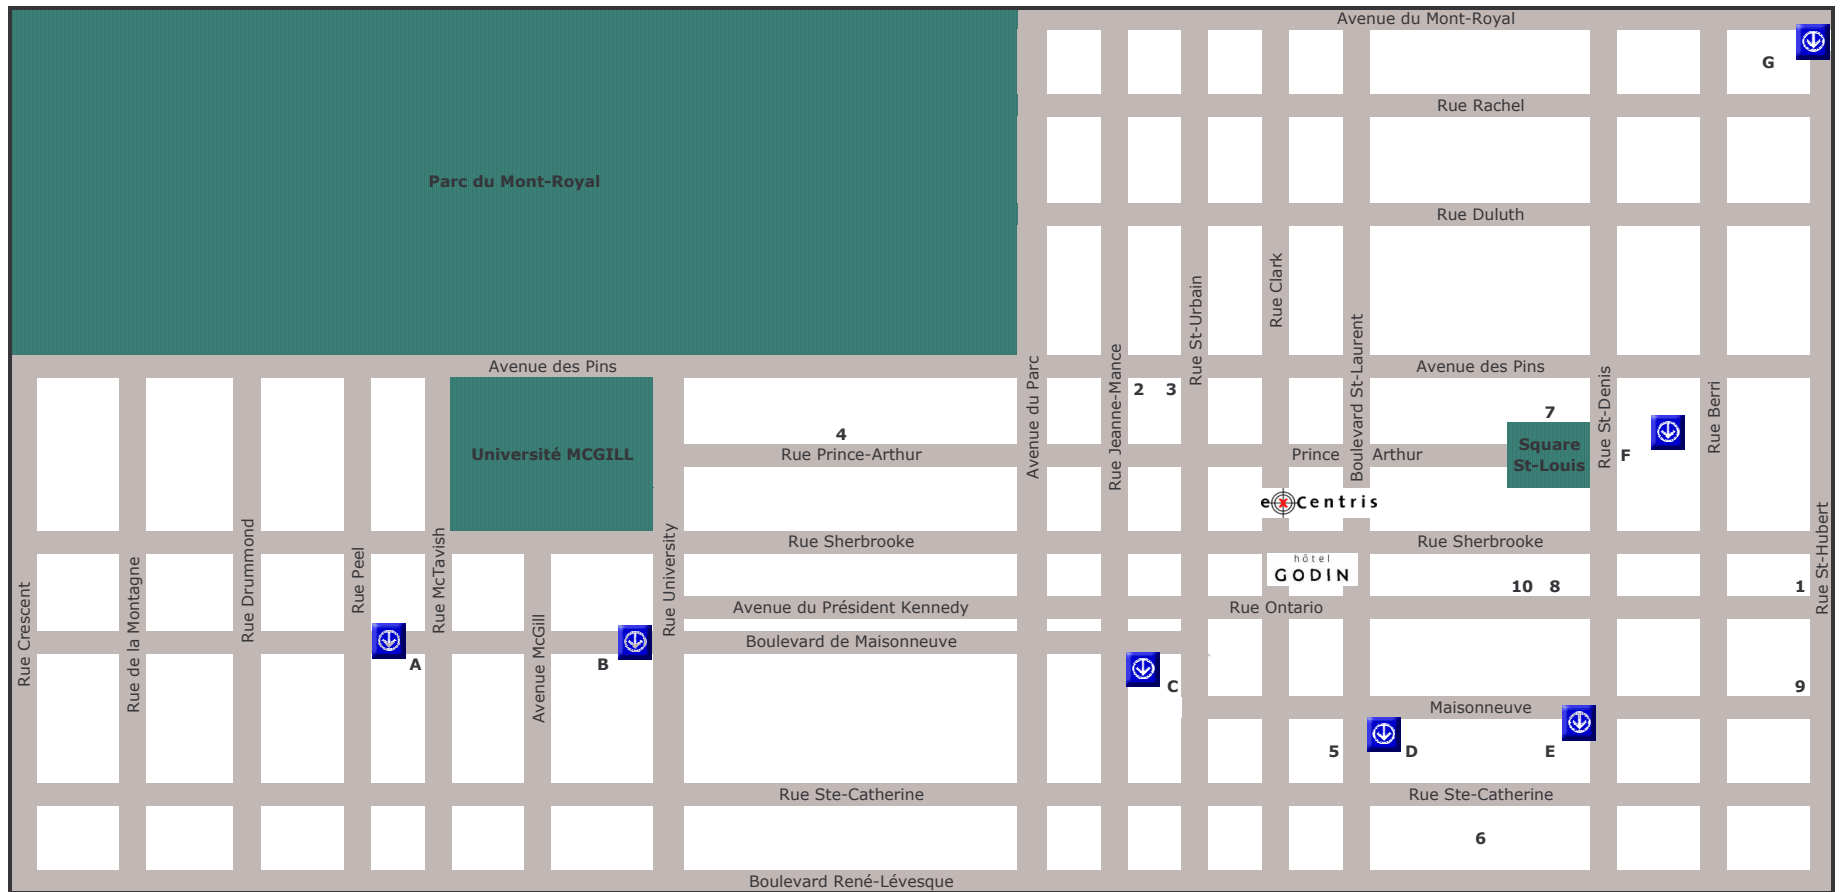 Avenue du Mont-Royal
G
Rue Rachel
Parc du Mont-Royal
Rue Duluth
Rue Clark
Rue St-Urbain
Boulevard St-Laurent
Rue Jeanne-Mance
Avenue du Parc
Avenue des Pins
Avenue des Pins
Rue St-Denis
Rue Berri
2 3
7
4
Université MCGILL
Rue Prince-Arthur
Prince Arthur
Square
St-Louis
F
e x Centris
Rue Sherbrooke
Rue Sherbrooke
hôtel
GODIN
10 8
1
Rue St-Hubert
Rue Crescent
Rue de la Montagne
Rue Drummond
Rue Peel
Rue McTavish
Avenue McGill
Rue University
Avenue du Président Kennedy
Rue Ontario
Boulevard de Maisonneuve
A
B
C
9
Maisonneuve
5
D
E
Rue Ste-Catherine
Rue Ste-Catherine
6
Boulevard René-Lévesque